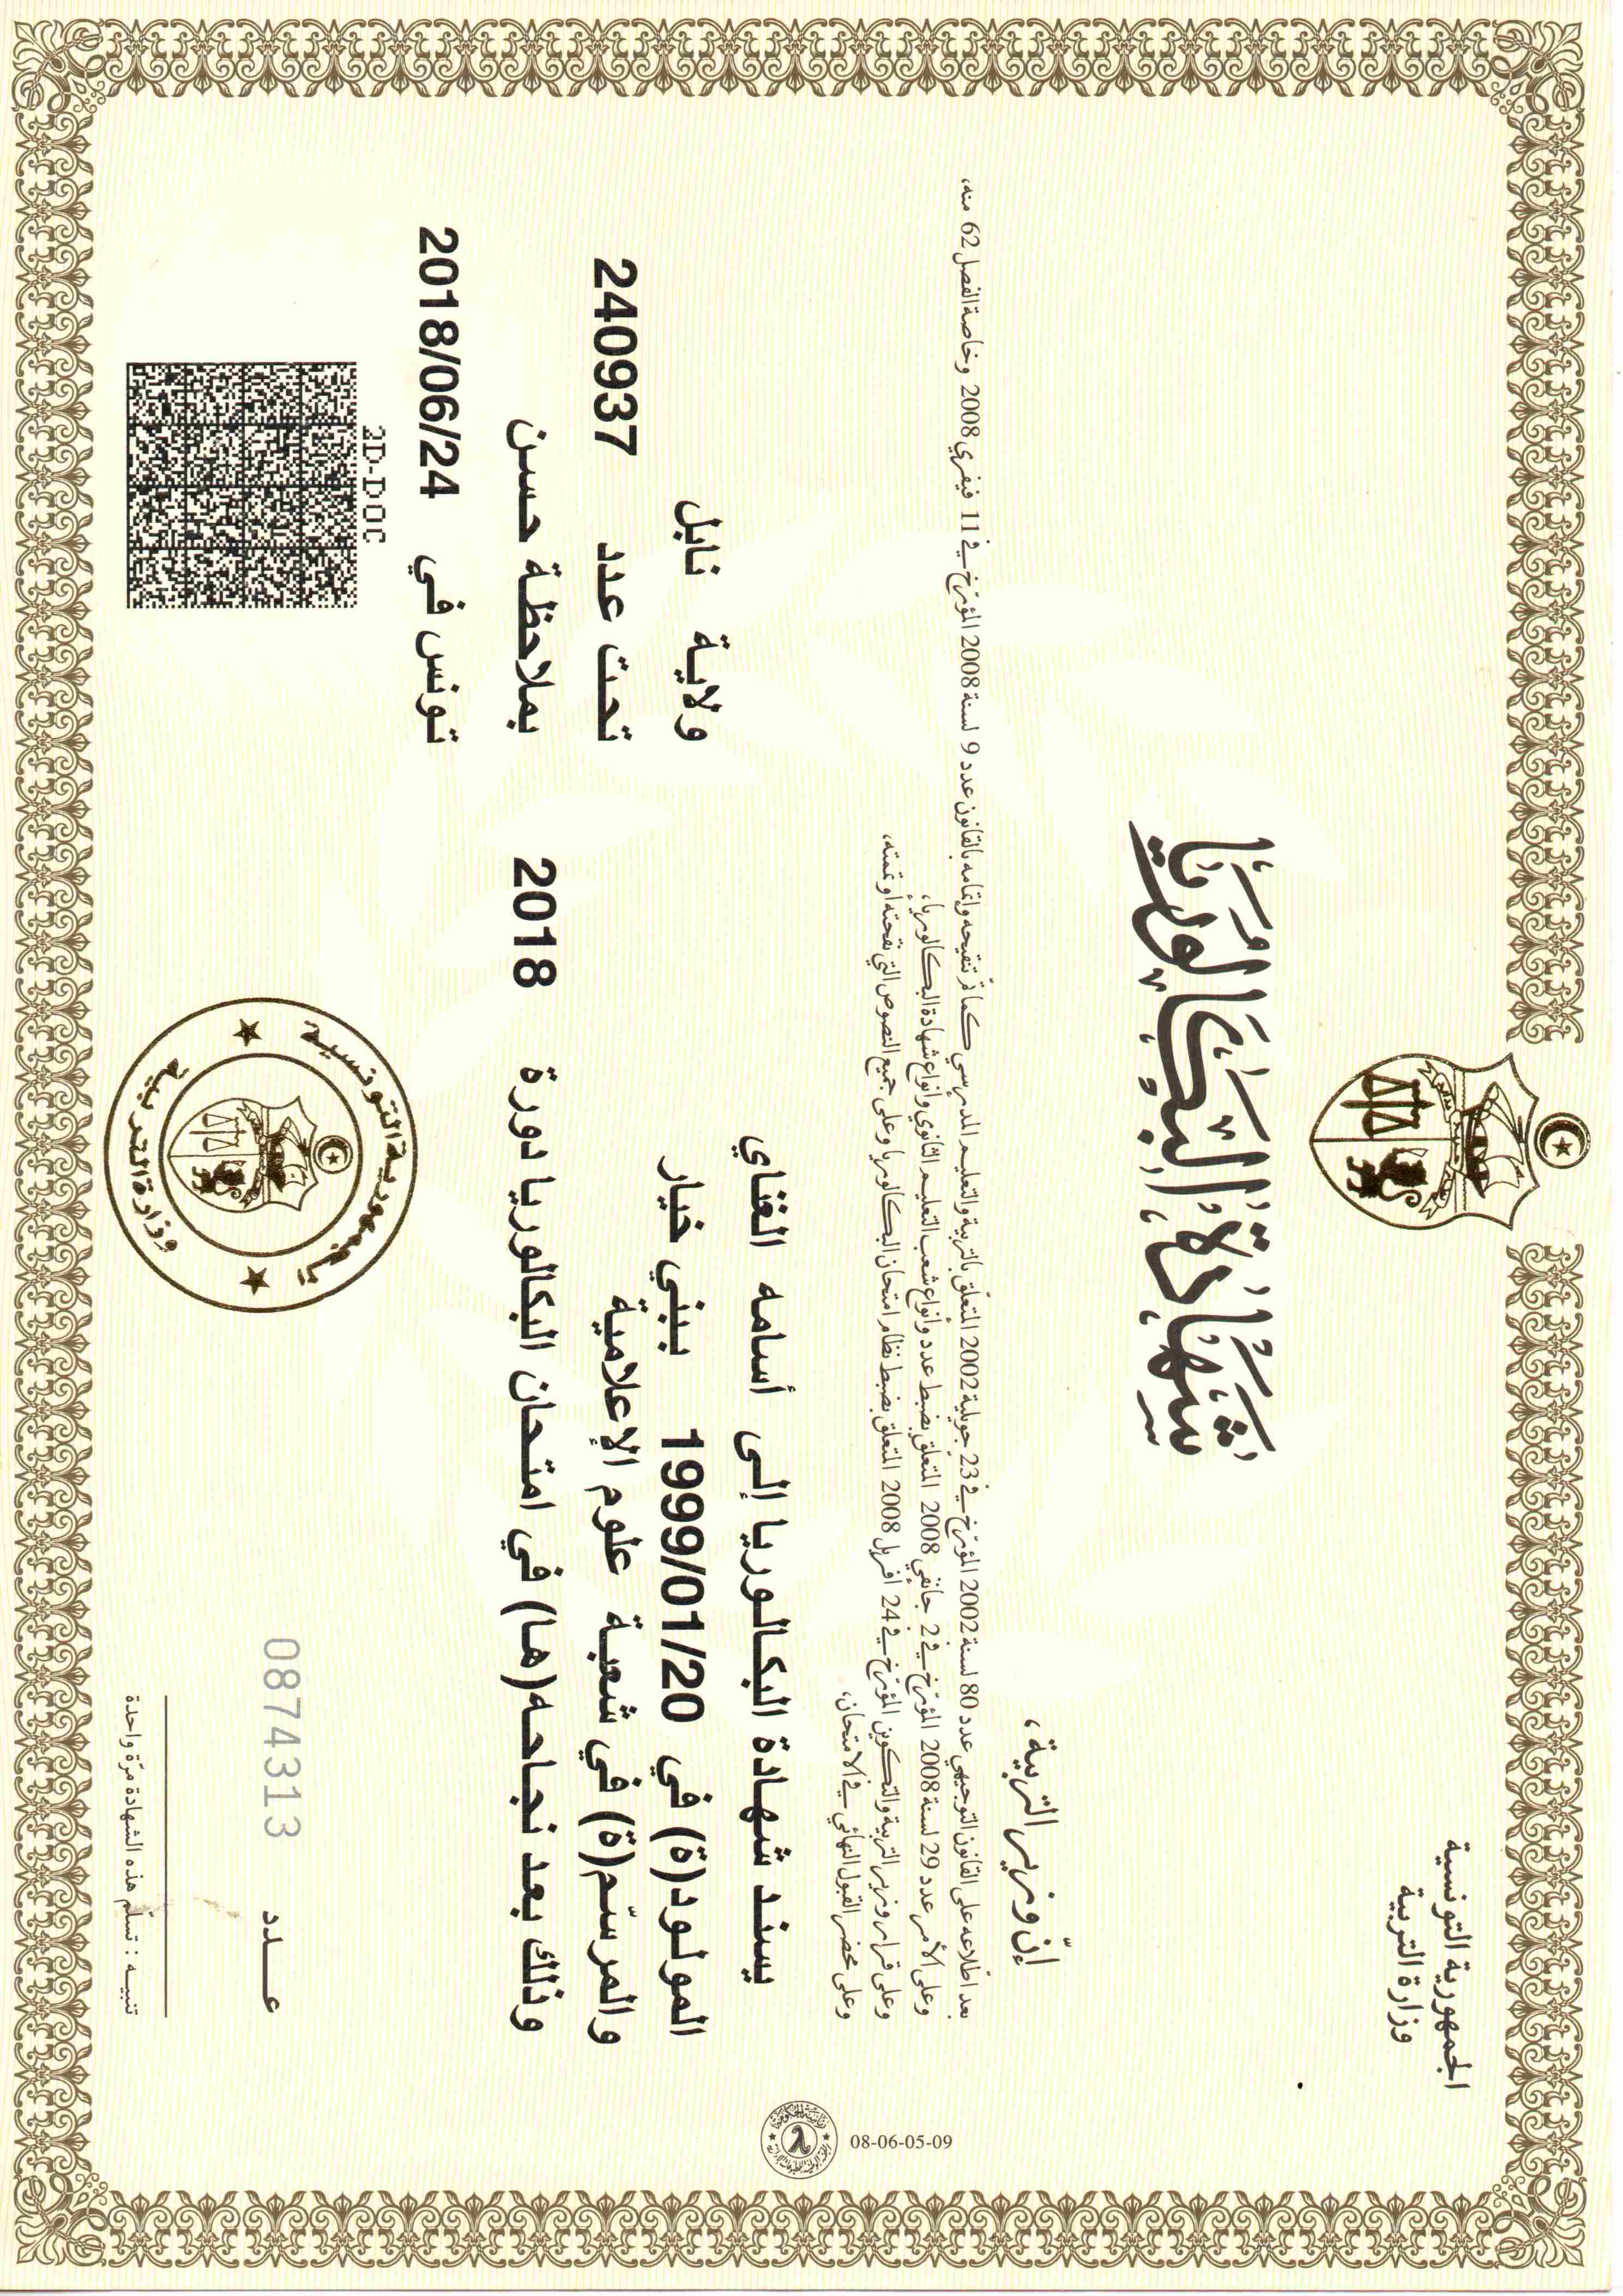 الجمهورية التونسية
وزارة التربية
شَهَادَة البَكَالُورِيَا
إنّ وزير التربية ،
بعد اطّلاعه على القانون التوجيهي عدد 80 لسنة 2002 المؤرّخ في 23 جويلية 2002 المتعلّق بالتربية والتعليم المدرسي كما تمّ تنقيحه وإتمامه بالقانون عدد 9 لسنة 2008 المؤرّخ في 11 فيفري 2008 وخاصة الفصل 62 منه،
وعلى الأمر عدد 29 لسنة 2008 المؤرّخ في 2 جانفي 2008 المتعلّق بضبط عدد وأنواع شعب التعليم الثانوي وأنواع شهادة البكالوريا،
وعلى قرار وزير التربية والتكوين المؤرّخ في 24 أفريل 2008 المتعلّق بضبط نظام امتحان البكالوريا وعلى جميع النصوص التي نقحته أو تممته،
وعلى محضر القبول النهائي في الامتحان،
08-06-05-09
يسند شهادة البكالوريا إلى أسامه الغناي
المولود(ة) في 1999/01/20 ببني خيار ولاية نابل
والمرسّم(ة) في شعبة علوم الإعلامية تحت عدد 240937
وذلك بعد نجاحه(ها) في امتحان البكالوريا دورة 2018 بملاحظة حسن
تونس في 2018/06/24
2D-DOC
الجمهورية التونسية
وزارة التربية
عدد 0874313
تنبيه : تسلّم هذه الشهادة مرّة واحدة